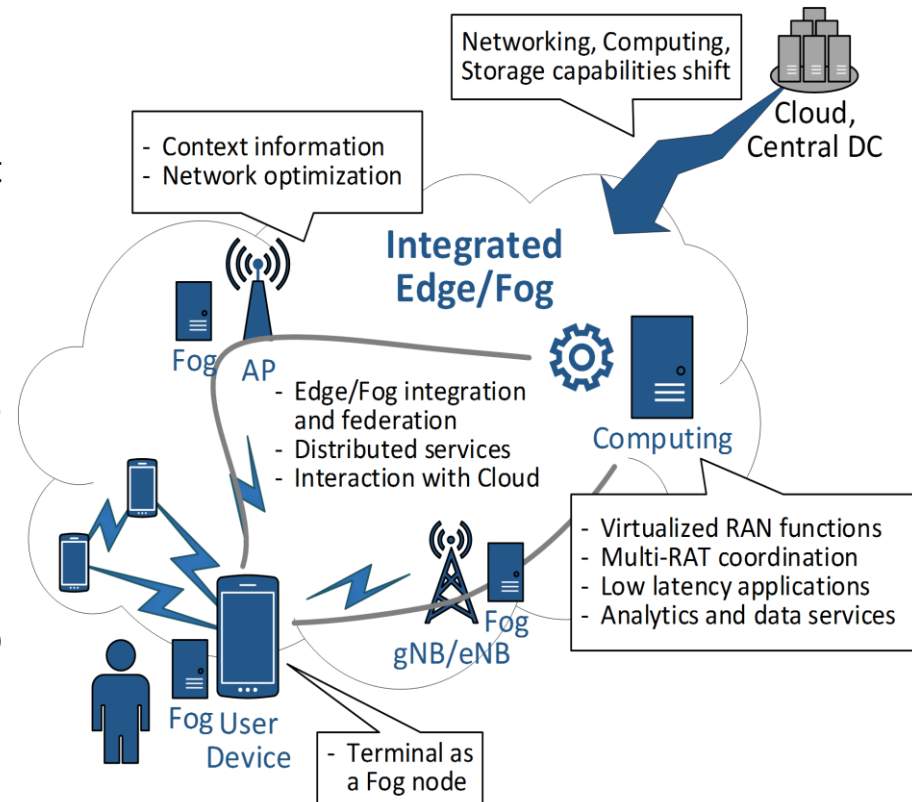 Networking, Computing,
Storage capabilities shift
Cloud,
Central DC
- Context information
- Network optimization
Integrated
Edge/Fog
Fog
AP
- Edge/Fog integration
and federation
- Distributed services
- Interaction with Cloud
Computing
- Virtualized RAN functions
- Multi-RAT coordination
- Low latency applications
- Analytics and data services
Fog
gNB/eNB
Fog
User
Device
- Terminal as
a Fog node